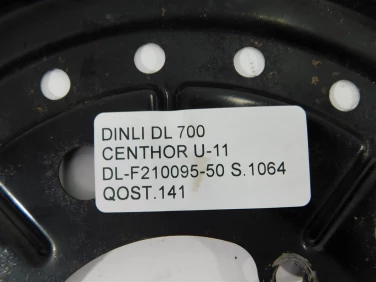 DINLI DL 700
CENTHOR U-11
DL-F210095-50 S.1064
QOST.141